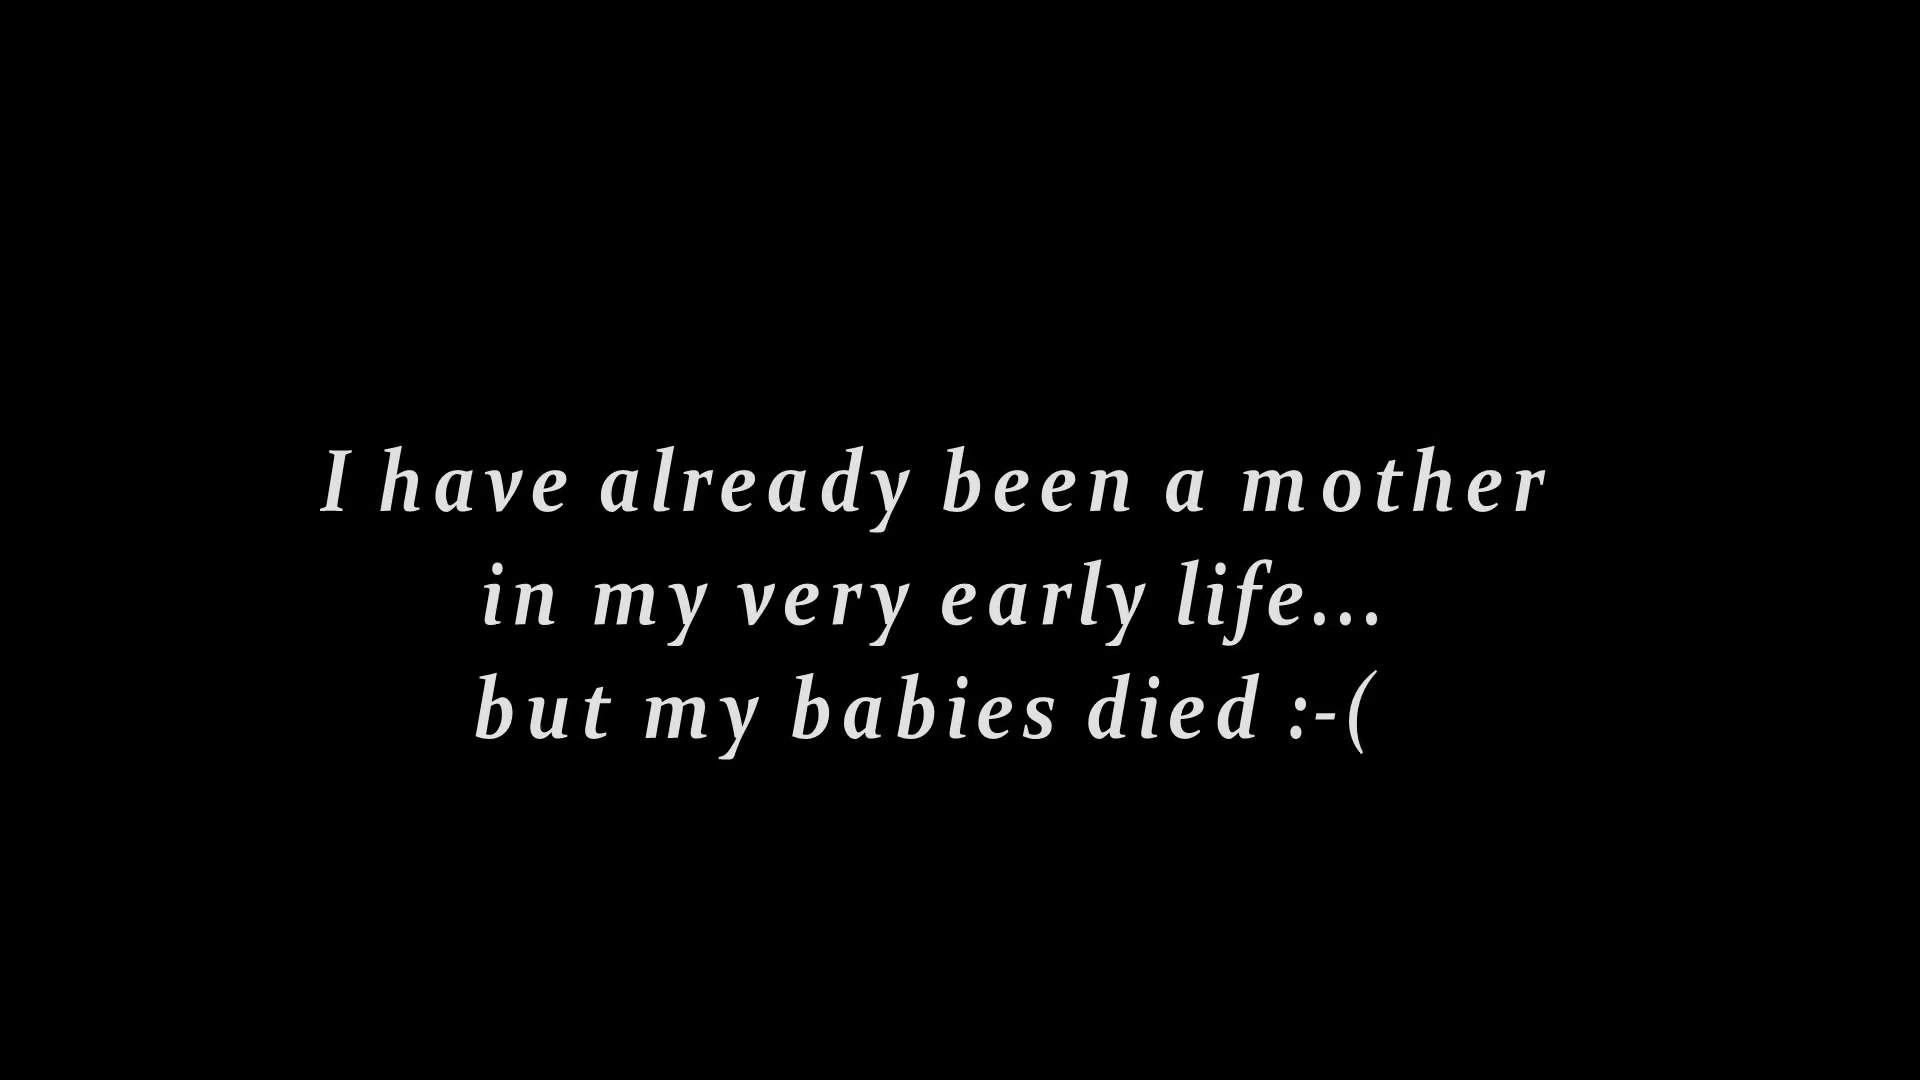 I have already been a mother
in my very early life...
but my babies died :-(